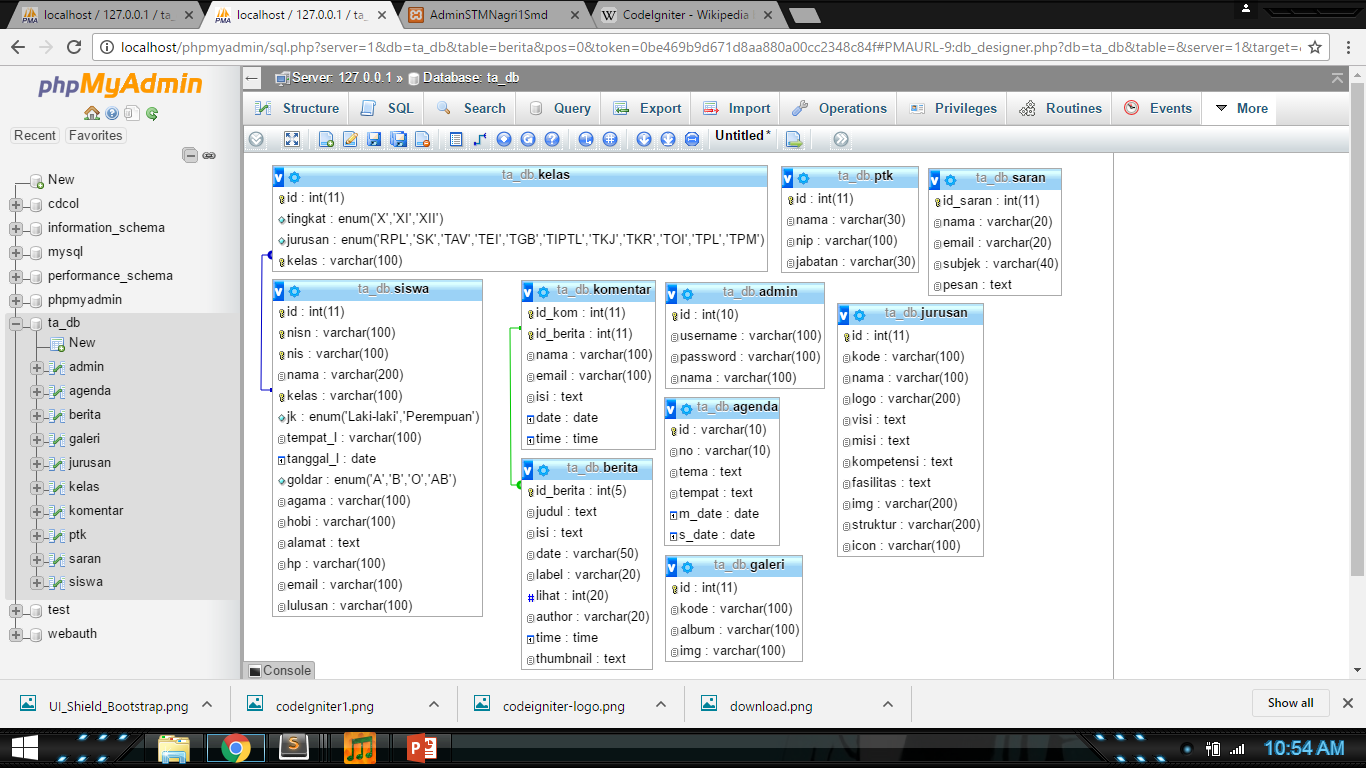 localhost / 127.0.0.1 / ta_
localhost / 127.0.0.1 / ta_
AdminSTMNagri1Smd
CodeIgniter - Wikipedia
localhost/phpmyadmin/sql.php?server=1&db=ta_db&table=berita&pos=0&token=0be469b9d671d8aa880a00cc2348c84f#PMAURL-9:db_designer.php?db=ta_db&table=&server=1&target=
phpMyAdmin
Recent
Favorites
New
cdcol
information_schema
mysql
performance_schema
phpmyadmin
ta_db
New
admin
agenda
berita
galeri
jurusan
kelas
komentar
ptk
saran
siswa
test
webauth
Server: 127.0.0.1 » Database: ta_db
Structure
SQL
Search
Query
Export
Import
Operations
Privileges
Routines
Events
More
Untitled *
ta_db.kelas
id : int(11)
tingkat : enum('X','XI','XII')
jurusan : enum('RPL','SK','TAV','TEI','TGB','TIPTL','TKJ','TKR','TOI','TPL','TPM')
kelas : varchar(100)
ta_db.ptk
id : int(11)
nama : varchar(30)
nip : varchar(100)
jabatan : varchar(30)
ta_db.saran
id_saran : int(11)
nama : varchar(20)
email : varchar(20)
subjek : varchar(40)
pesan : text
ta_db.siswa
id : int(11)
nisn : varchar(100)
nis : varchar(100)
nama : varchar(200)
kelas : varchar(100)
jk : enum('Laki-laki','Perempuan')
tempat_l : varchar(100)
tanggal_l : date
goldar : enum('A','B','O','AB')
agama : varchar(100)
hobi : varchar(100)
alamat : text
hp : varchar(100)
email : varchar(100)
lulusan : varchar(100)
ta_db.komentar
id_kom : int(11)
id_berita : int(11)
nama : varchar(100)
email : varchar(100)
isi : text
date : date
time : time
ta_db.berita
id_berita : int(5)
judul : text
isi : text
date : varchar(50)
label : varchar(20)
lihat : int(20)
author : varchar(20)
time : time
thumbnail : text
ta_db.admin
id : int(10)
username : varchar(100)
password : varchar(100)
nama : varchar(100)
ta_db.agenda
id : varchar(10)
no : varchar(10)
tema : text
tempat : text
m_date : date
s_date : date
ta_db.galeri
id : int(11)
kode : varchar(100)
album : varchar(100)
img : varchar(100)
ta_db.jurusan
id : int(11)
kode : varchar(100)
nama : varchar(100)
logo : varchar(200)
visi : text
misi : text
kompetensi : text
fasilitas : text
img : varchar(200)
struktur : varchar(200)
icon : varchar(100)
Console
UI_Shield_Bootstrap.png
codeIgniter1.png
codeigniter-logo.png
download.png
Show all
10:54 AM